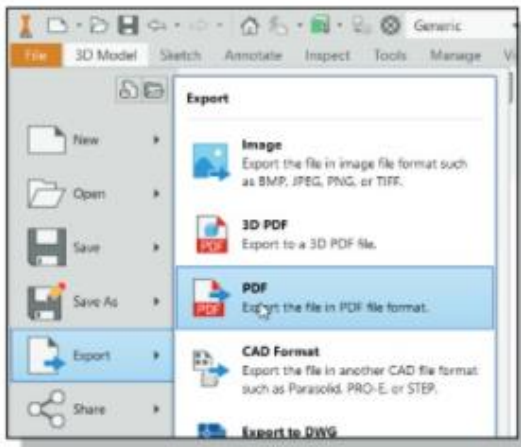 Generic
File 3D Model Sketch Annotate Inspect Tools Manage
Export
New
Image
Export the file in image file format such
as BMP, JPEG, PNG, or TIFF.
Open
3D PDF
PDF
Export to a 3D PDF file.
Save
PDF
PDF
Export the file in PDF file format.
Save As
CAD Format
Export the file in another CAD file format
such as Parasolid, PRO-E, or STEP.
Export
Share
Export to DWG